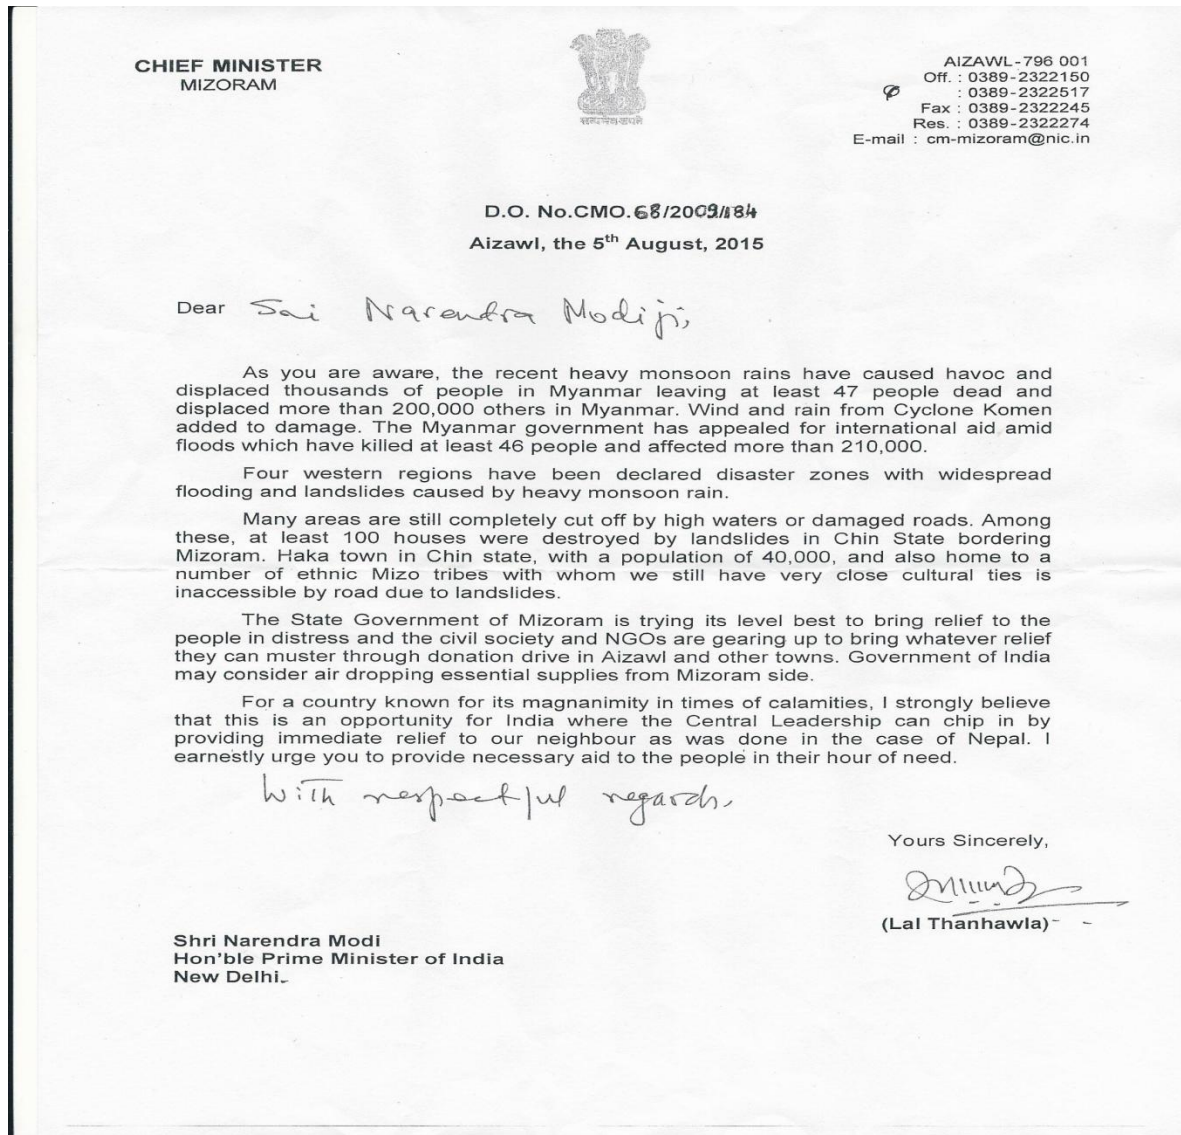 CHIEF MINISTER
MIZORAM
सत्यमेव जयते
AIZAWL-796 001
Off. : 0389-2322150
: 0389-2322517
Fax : 0389-2322245
Res. : 0389-2322274
E-mail : cm-mizoram@nic.in
D.O. No.CMO.68/2009/184
Aizawl, the 5th August, 2015
Dear Sai Narendra Modiji,
As you are aware, the recent heavy monsoon rains have caused havoc and
displaced thousands of people in Myanmar leaving at least 47 people dead and
displaced more than 200,000 others in Myanmar. Wind and rain from Cyclone Komen
added to damage. The Myanmar government has appealed for international aid amid
floods which have killed at least 46 people and affected more than 210,000.
Four western regions have been declared disaster zones with widespread
flooding and landslides caused by heavy monsoon rain.
Many areas are still completely cut off by high waters or damaged roads. Among
these, at least 100 houses were destroyed by landslides in Chin State bordering
Mizoram. Haka town in Chin state, with a population of 40,000, and also home to a
number of ethnic Mizo tribes with whom we still have very close cultural ties is
inaccessible by road due to landslides.
The State Government of Mizoram is trying its level best to bring relief to the
people in distress and the civil society and NGOs are gearing up to bring whatever relief
they can muster through donation drive in Aizawl and other towns. Government of India
may consider air dropping essential supplies from Mizoram side.
For a country known for its magnanimity in times of calamities, I strongly believe
that this is an opportunity for India where the Central Leadership can chip in by
providing immediate relief to our neighbour as was done in the case of Nepal. I
earnestly urge you to provide necessary aid to the people in their hour of need.
With respectful regards,
Yours Sincerely,
(Lal Thanhawla)
Shri Narendra Modi
Hon'ble Prime Minister of India
New Delhi.